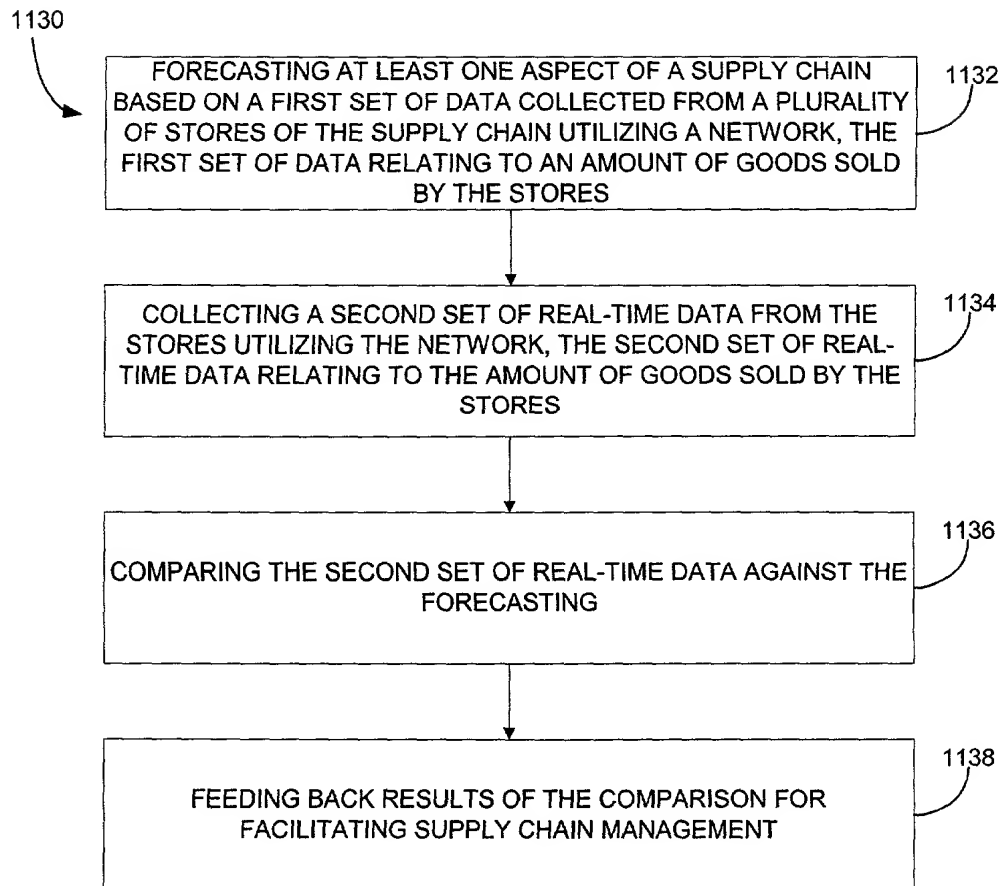 1130
FORECASTING AT LEAST ONE ASPECT OF A SUPPLY CHAIN
BASED ON A FIRST SET OF DATA COLLECTED FROM A PLURALITY
OF STORES OF THE SUPPLY CHAIN UTILIZING A NETWORK, THE
FIRST SET OF DATA RELATING TO AN AMOUNT OF GOODS SOLD
BY THE STORES
1132
COLLECTING A SECOND SET OF REAL-TIME DATA FROM THE
STORES UTILIZING THE NETWORK, THE SECOND SET OF REAL-
TIME DATA RELATING TO THE AMOUNT OF GOODS SOLD BY THE
STORES
1134
COMPARING THE SECOND SET OF REAL-TIME DATA AGAINST THE
FORECASTING
1136
FEEDING BACK RESULTS OF THE COMPARISON FOR
FACILITATING SUPPLY CHAIN MANAGEMENT
1138